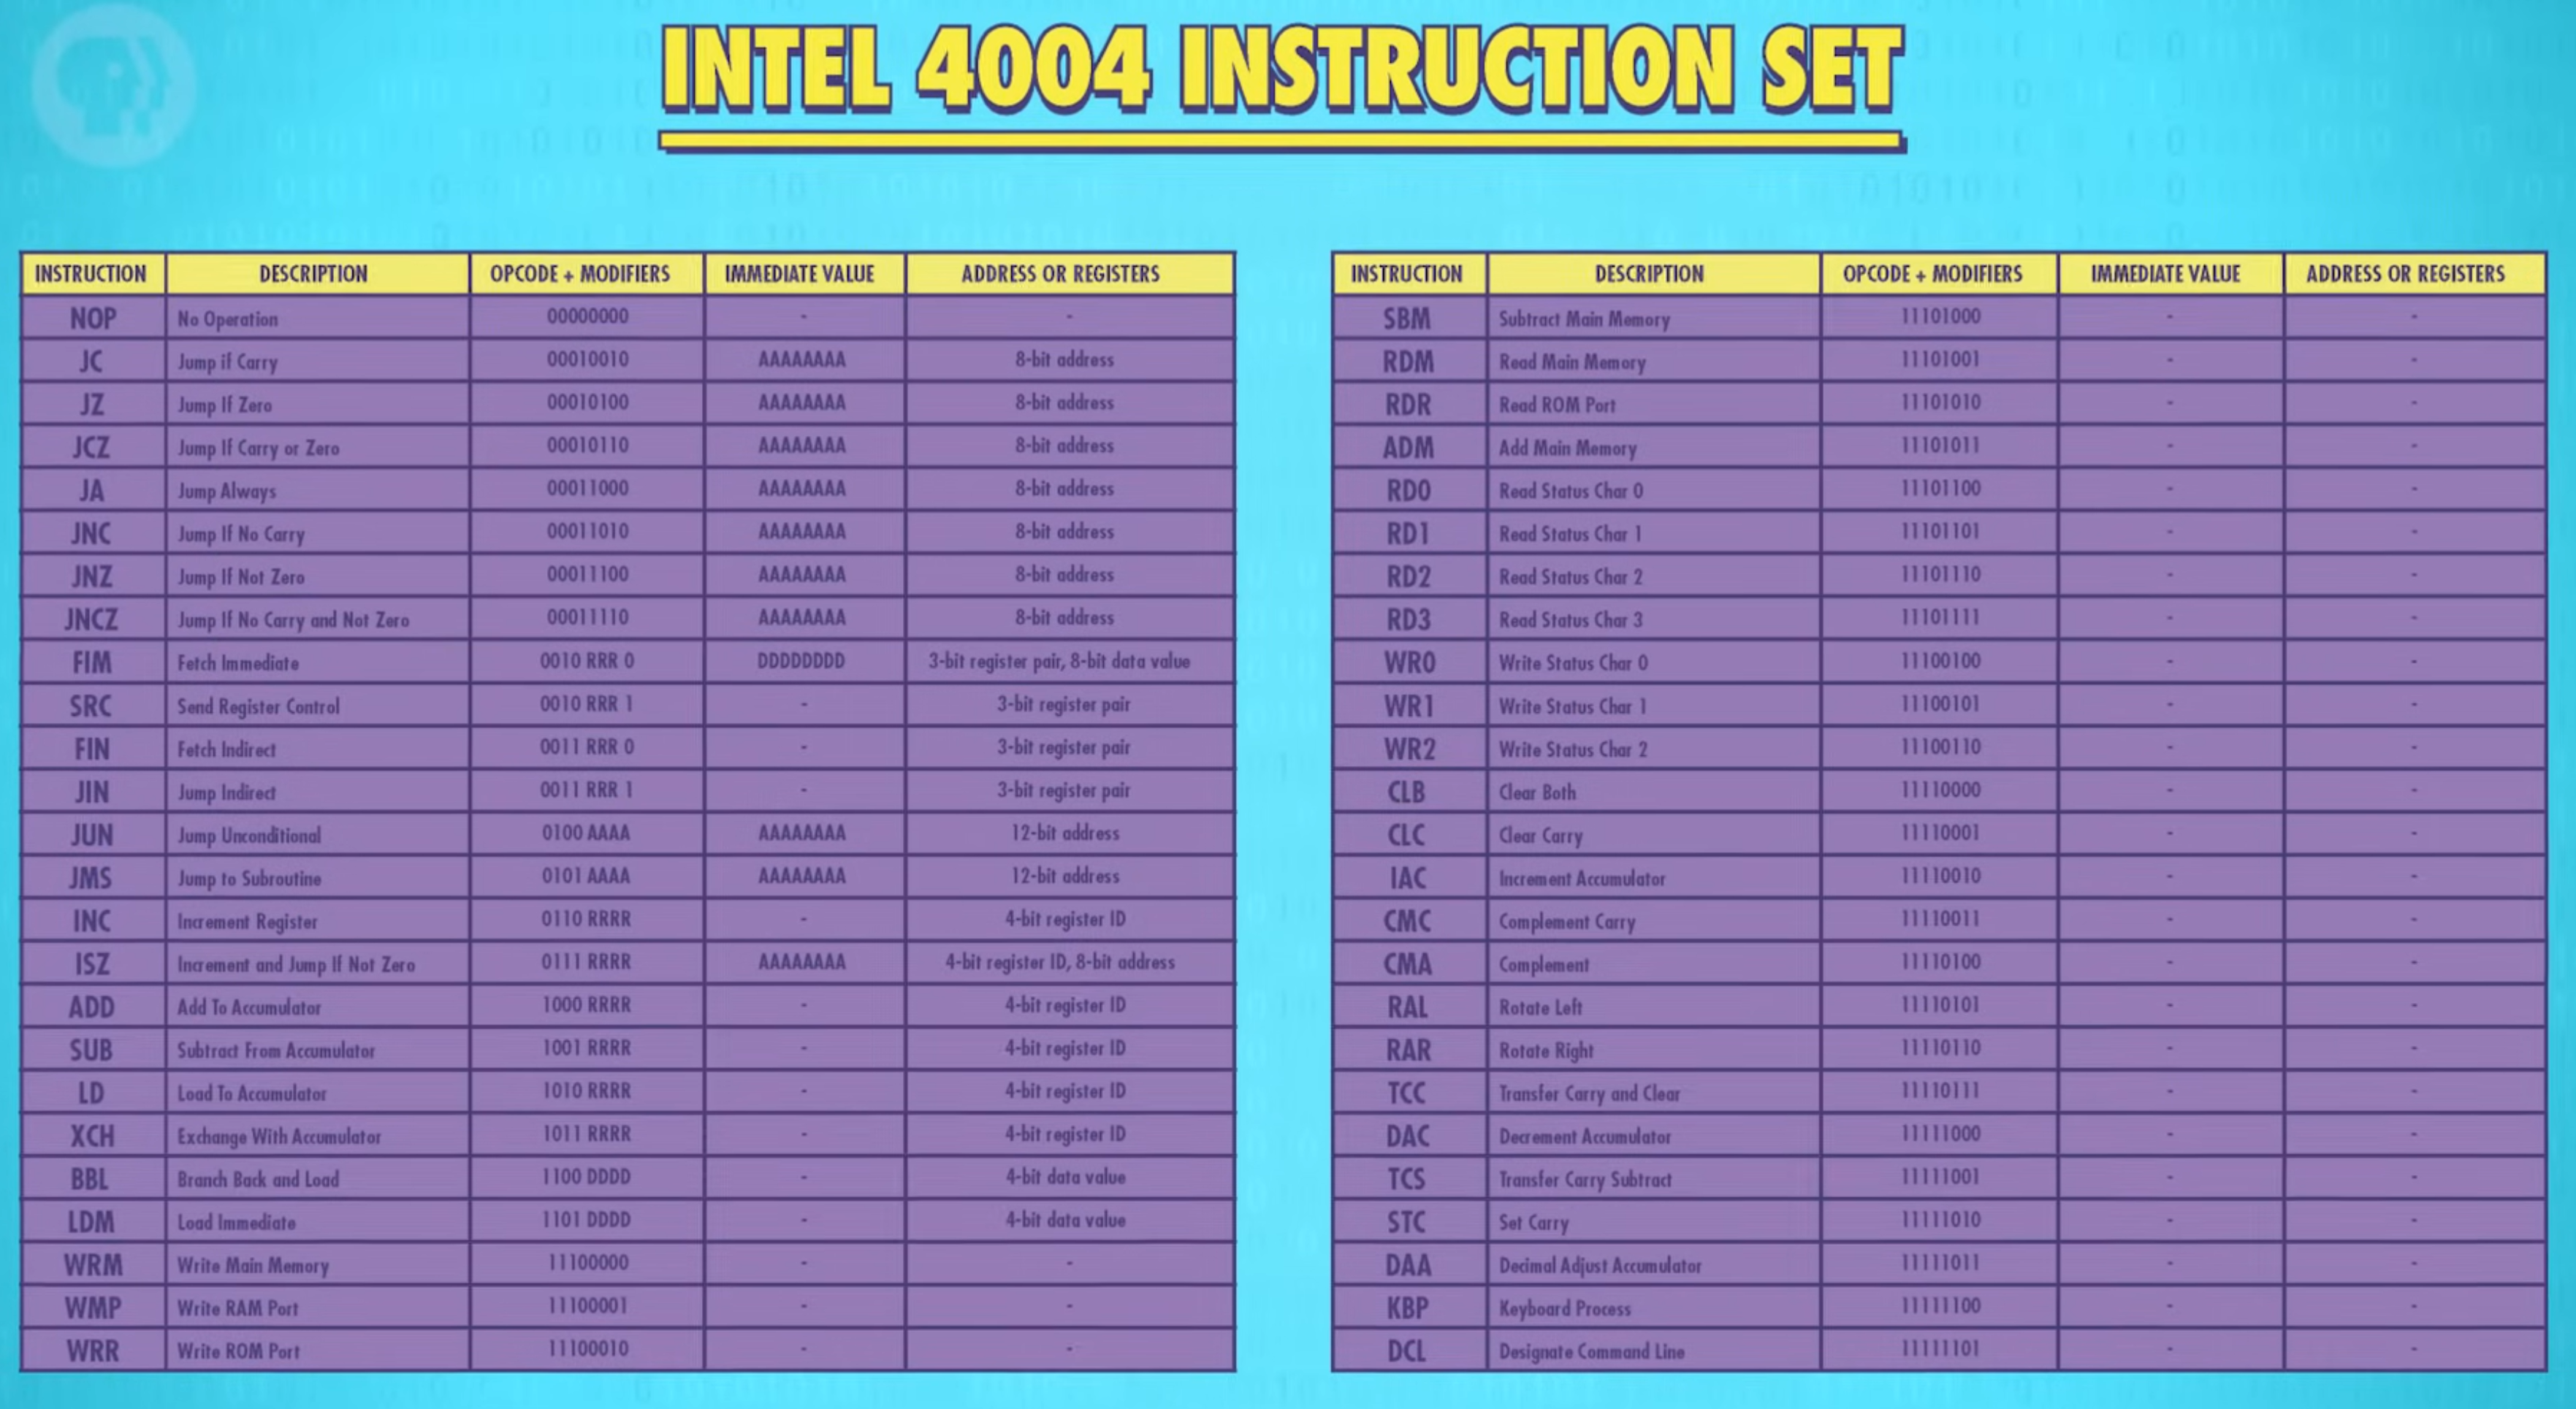 INTEL 4004 INSTRUCTION SET
INSTRUCTION DESCRIPTION OPCODE + MODIFIERS IMMEDIATE VALUE ADDRESS OR REGISTERS
NOP No Operation 00000000 - -
JC Jump if Carry 00010010 AAAAAAAA 8-bit address
JZ Jump If Zero 00010100 AAAAAAAA 8-bit address
JCZ Jump If Carry or Zero 00010110 AAAAAAAA 8-bit address
JA Jump Always 00011000 AAAAAAAA 8-bit address
JNC Jump If No Carry 00011010 AAAAAAAA 8-bit address
JNZ Jump If Not Zero 00011100 AAAAAAAA 8-bit address
JNCZ Jump If No Carry and Not Zero 00011110 AAAAAAAA 8-bit address
FIM Fetch Immediate 0010 RRR 0 DDDDDDDD 3-bit register pair, 8-bit data value
SRC Send Register Control 0010 RRR 1 - 3-bit register pair
FIN Fetch Indirect 0011 RRR 0 - 3-bit register pair
JIN Jump Indirect 0011 RRR 1 - 3-bit register pair
JUN Jump Unconditional 0100 AAAA AAAAAAAA 12-bit address
JMS Jump to Subroutine 0101 AAAA AAAAAAAA 12-bit address
INC Increment Register 0110 RRRR - 4-bit register ID
ISZ Increment and Jump If Not Zero 0111 RRRR AAAAAAAA 4-bit register ID, 8-bit address
ADD Add To Accumulator 1000 RRRR - 4-bit register ID
SUB Subtract From Accumulator 1001 RRRR - 4-bit register ID
LD Load To Accumulator 1010 RRRR - 4-bit register ID
XCH Exchange With Accumulator 1011 RRRR - 4-bit register ID
BBL Branch Back and Load 1100 DDDD - 4-bit data value
LDM Load Immediate 1101 DDDD - 4-bit data value
WRM Write Main Memory 11100000 - -
WMP Write RAM Port 11100001 - -
WRR Write ROM Port 11100010 - -
INSTRUCTION DESCRIPTION OPCODE + MODIFIERS IMMEDIATE VALUE ADDRESS OR REGISTERS
SBM Subtract Main Memory 11101000 - -
RDM Read Main Memory 11101001 - -
RDR Read ROM Port 11101010 - -
ADM Add Main Memory 11101011 - -
RD0 Read Status Char 0 11101100 - -
RD1 Read Status Char 1 11101101 - -
RD2 Read Status Char 2 11101110 - -
RD3 Read Status Char 3 11101111 - -
WR0 Write Status Char 0 11100100 - -
WR1 Write Status Char 1 11100101 - -
WR2 Write Status Char 2 11100110 - -
CLB Clear Both 11110000 - -
CLC Clear Carry 11110001 - -
IAC Increment Accumulator 11110010 - -
CMC Complement Carry 11110011 - -
CMA Complement 11110100 - -
RAL Rotate Left 11110101 - -
RAR Rotate Right 11110110 - -
TCC Transfer Carry and Clear 11110111 - -
DAC Decrement Accumulator 11111000 - -
TCS Transfer Carry Subtract 11111001 - -
STC Set Carry 11111010 - -
DAA Decimal Adjust Accumulator 11111011 - -
KBP Keyboard Process 11111100 - -
DCL Designate Command Line 11111101 - -